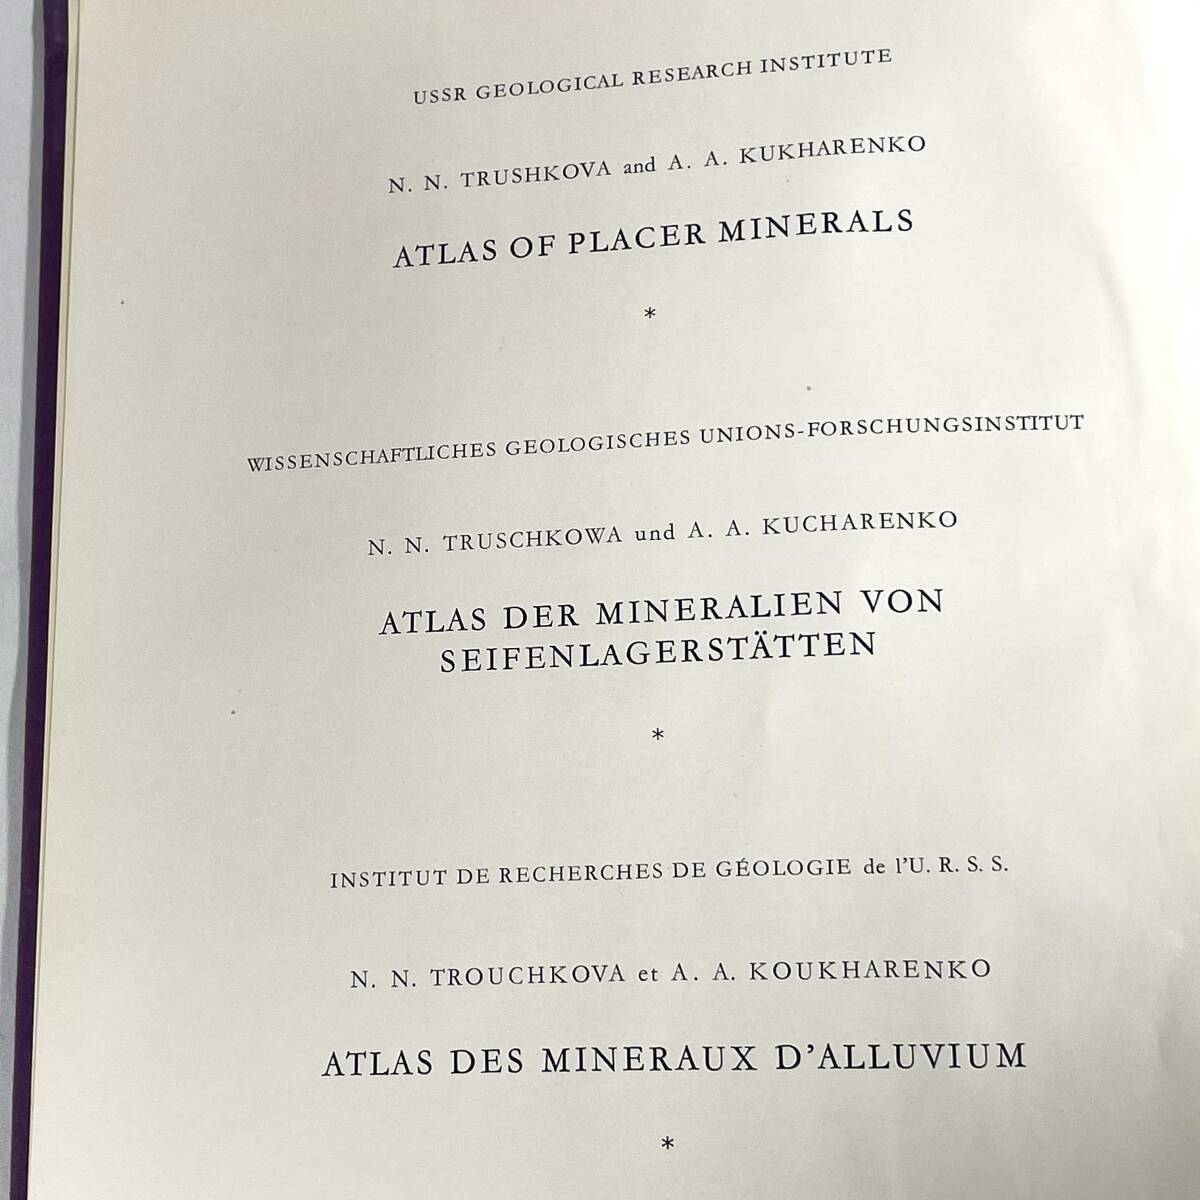 USSR GEOLOGICAL RESEARCH INSTITUTE
N. N. TRUSHKOVA and A. A. KUKHARENKO
ATLAS OF PLACER MINERALS
*
WISSENSCHAFTLICHES GEOLOGISCHES UNIONS-FORSCHUNGSINSTITUT
N. N. TRUSCHKOWA und A. A. KUCHARENKO
ATLAS DER MINERALIEN VON
SEIFENLAGERSTÄTTEN
*
INSTITUT DE RECHERCHES DE GÉOLOGIE de l'U. R. S. S.
N. N. TROUCHKOVA et A. A. KOUKHARENKO
ATLAS DES MINERAUX D'ALLUVIUM
*